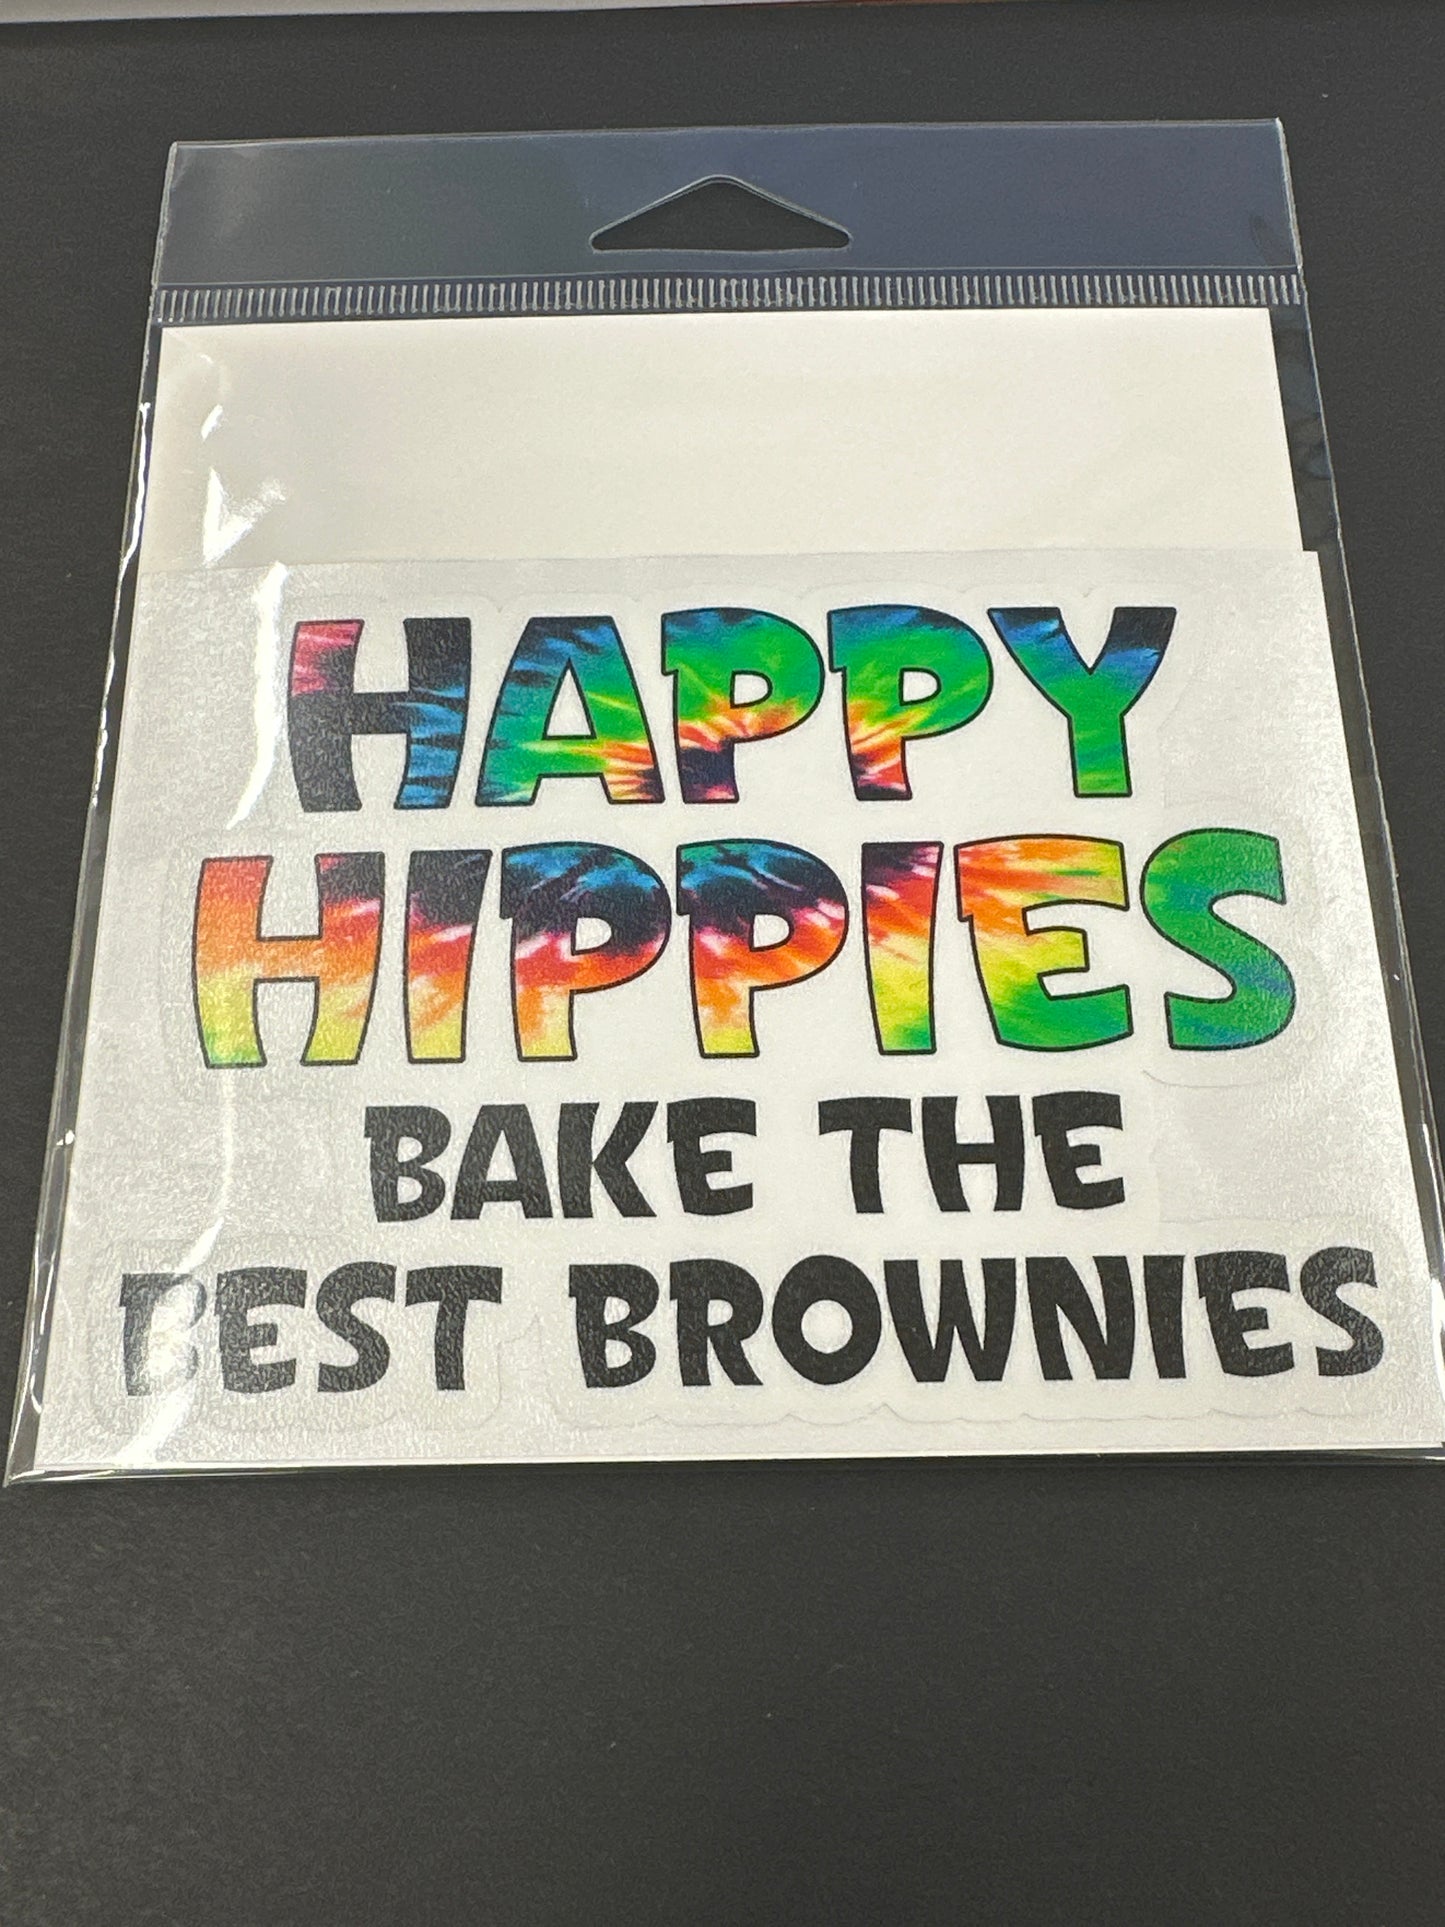 HAPPY
HIPPIES
BAKE THE
BEST BROWNIES